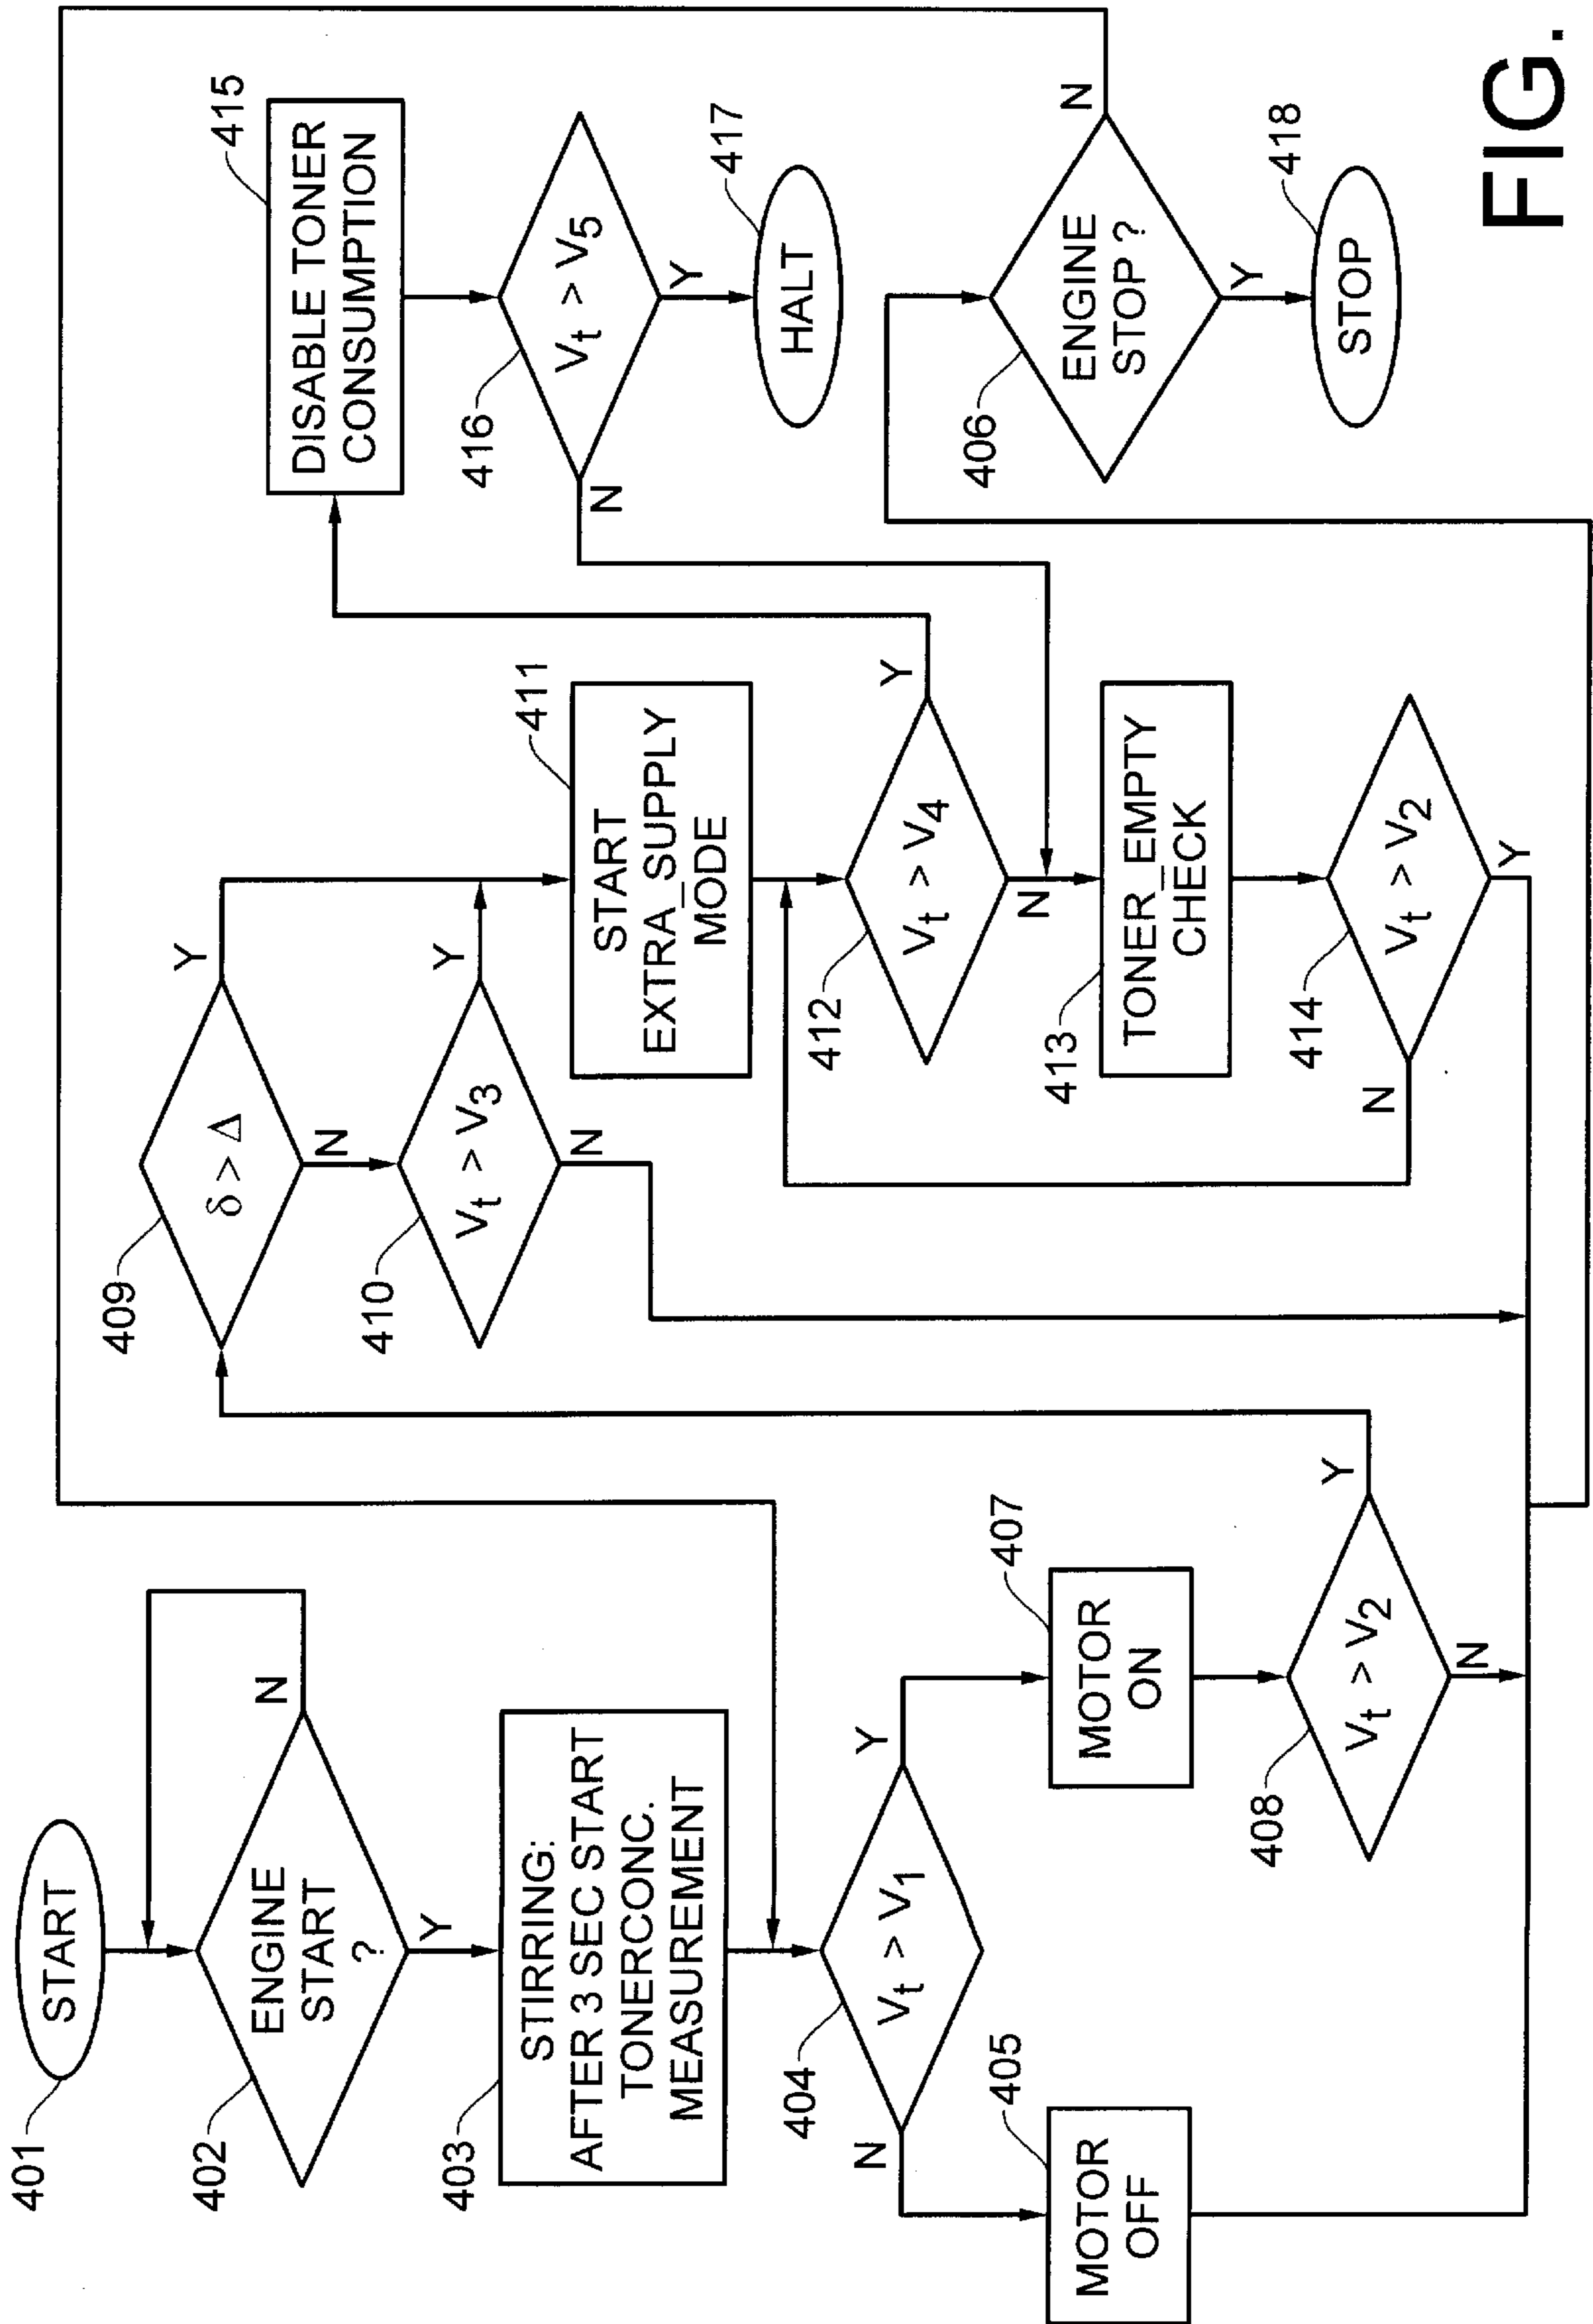 401
START
402
ENGINE
START
?
N
Y
403
STIRRING:
AFTER 3 SEC START
TONERCONC.
MEASUREMENT
404
Vt > V1
N
Y
405
MOTOR
OFF
407
MOTOR
ON
408
Vt > V2
Y
N
409
δ > Δ
Y
N
410
Vt > V3
Y
N
411
START
EXTRA_SUPPLY
MODE
412
Vt > V4
Y
N
413
TONER_EMPTY
CHECK
414
Vt > V2
N
Y
415
DISABLE TONER
CONSUMPTION
416
Vt > V5
N
Y
417
HALT
406
ENGINE
STOP ?
N
Y
418
STOP
FIG.